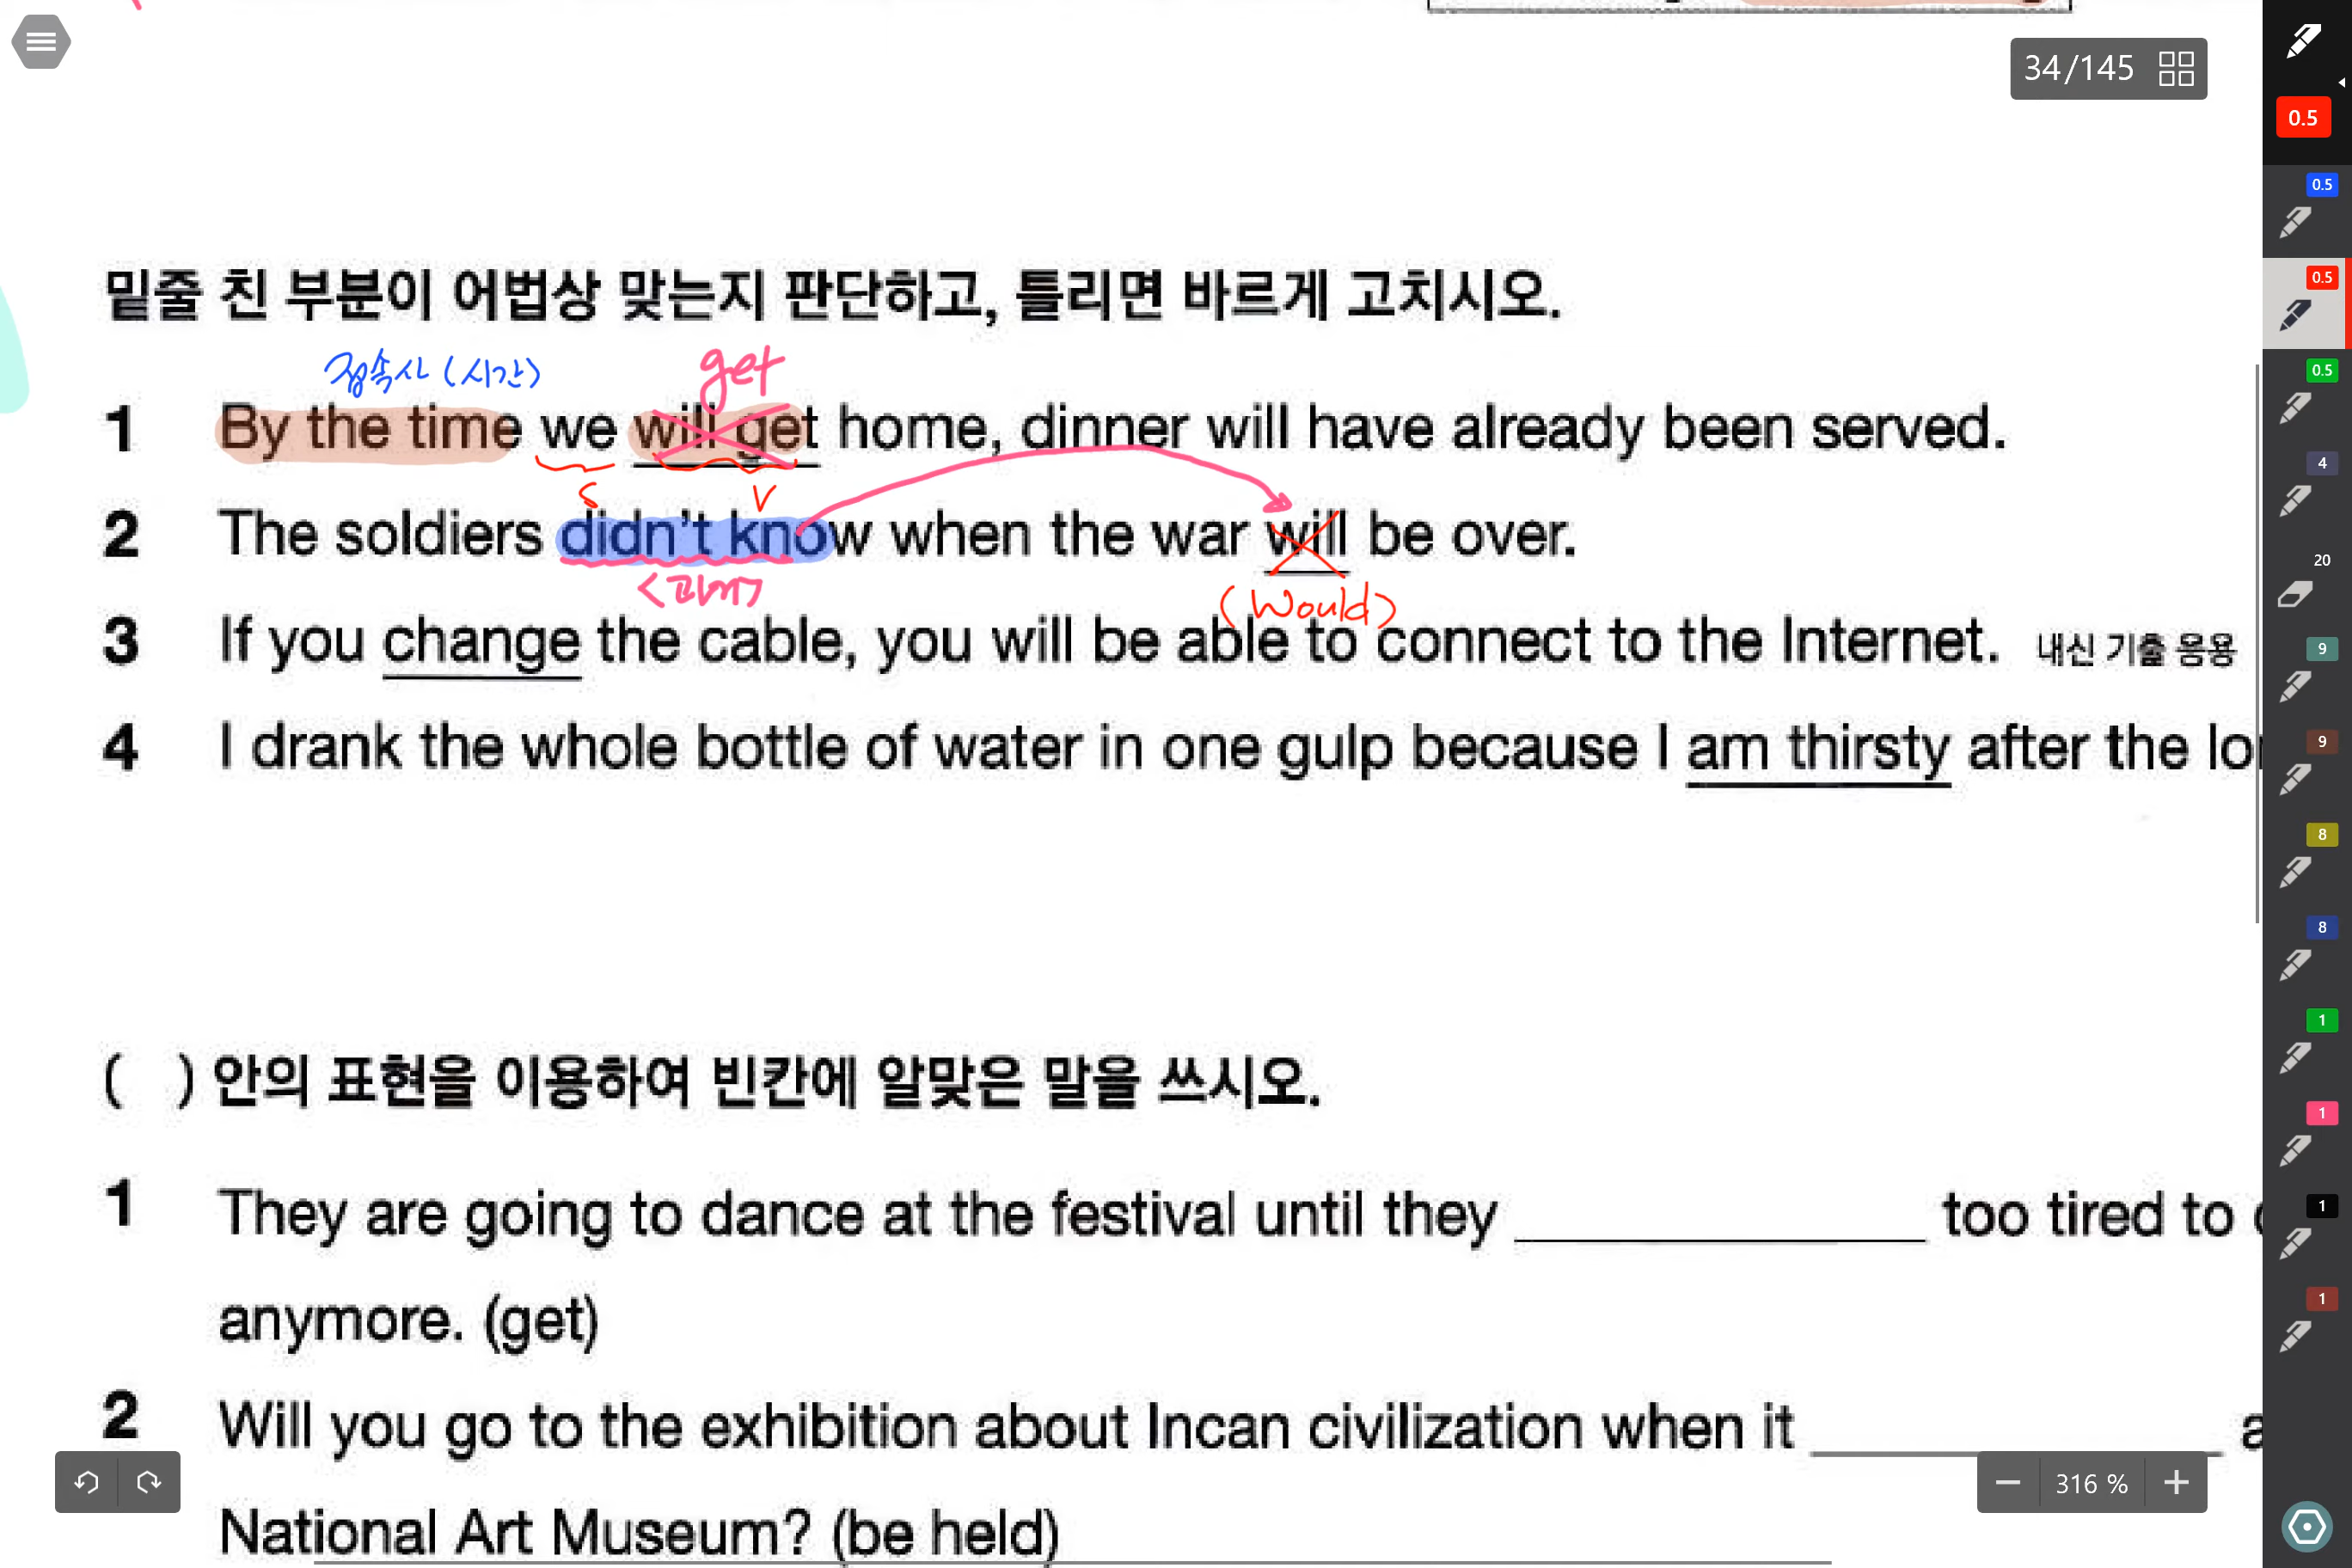 34/145
밑줄 친 부분이 어법상 맞는지 판단하고, 틀리면 바르게 고치시오.
접속사 (시간) get
1 By the time we will get home, dinner will have already been served.
S V
2 The soldiers didn't know when the war will be over.
<과거> (would)
3 If you change the cable, you will be able to connect to the Internet. 내신 기출 응용
4 I drank the whole bottle of water in one gulp because I am thirsty after the
( ) 안의 표현을 이용하여 빈칸에 알맞은 말을 쓰시오.
1 They are going to dance at the festival until they too tired to
anymore. (get)
2 Will you go to the exhibition about Incan civilization when it
National Art Museum? (be held)
316 %
0.5
0.5
0.5
0.5
4
20
9
9
8
8
1
1
1
1